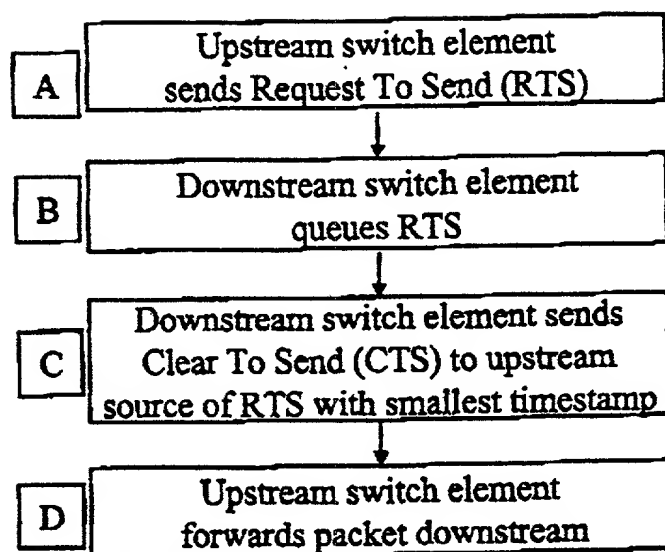 A
Upstream switch element
sends Request To Send (RTS)
B
Downstream switch element
queues RTS
C
Downstream switch element sends
Clear To Send (CTS) to upstream
source of RTS with smallest timestamp
D
Upstream switch element
forwards packet downstream